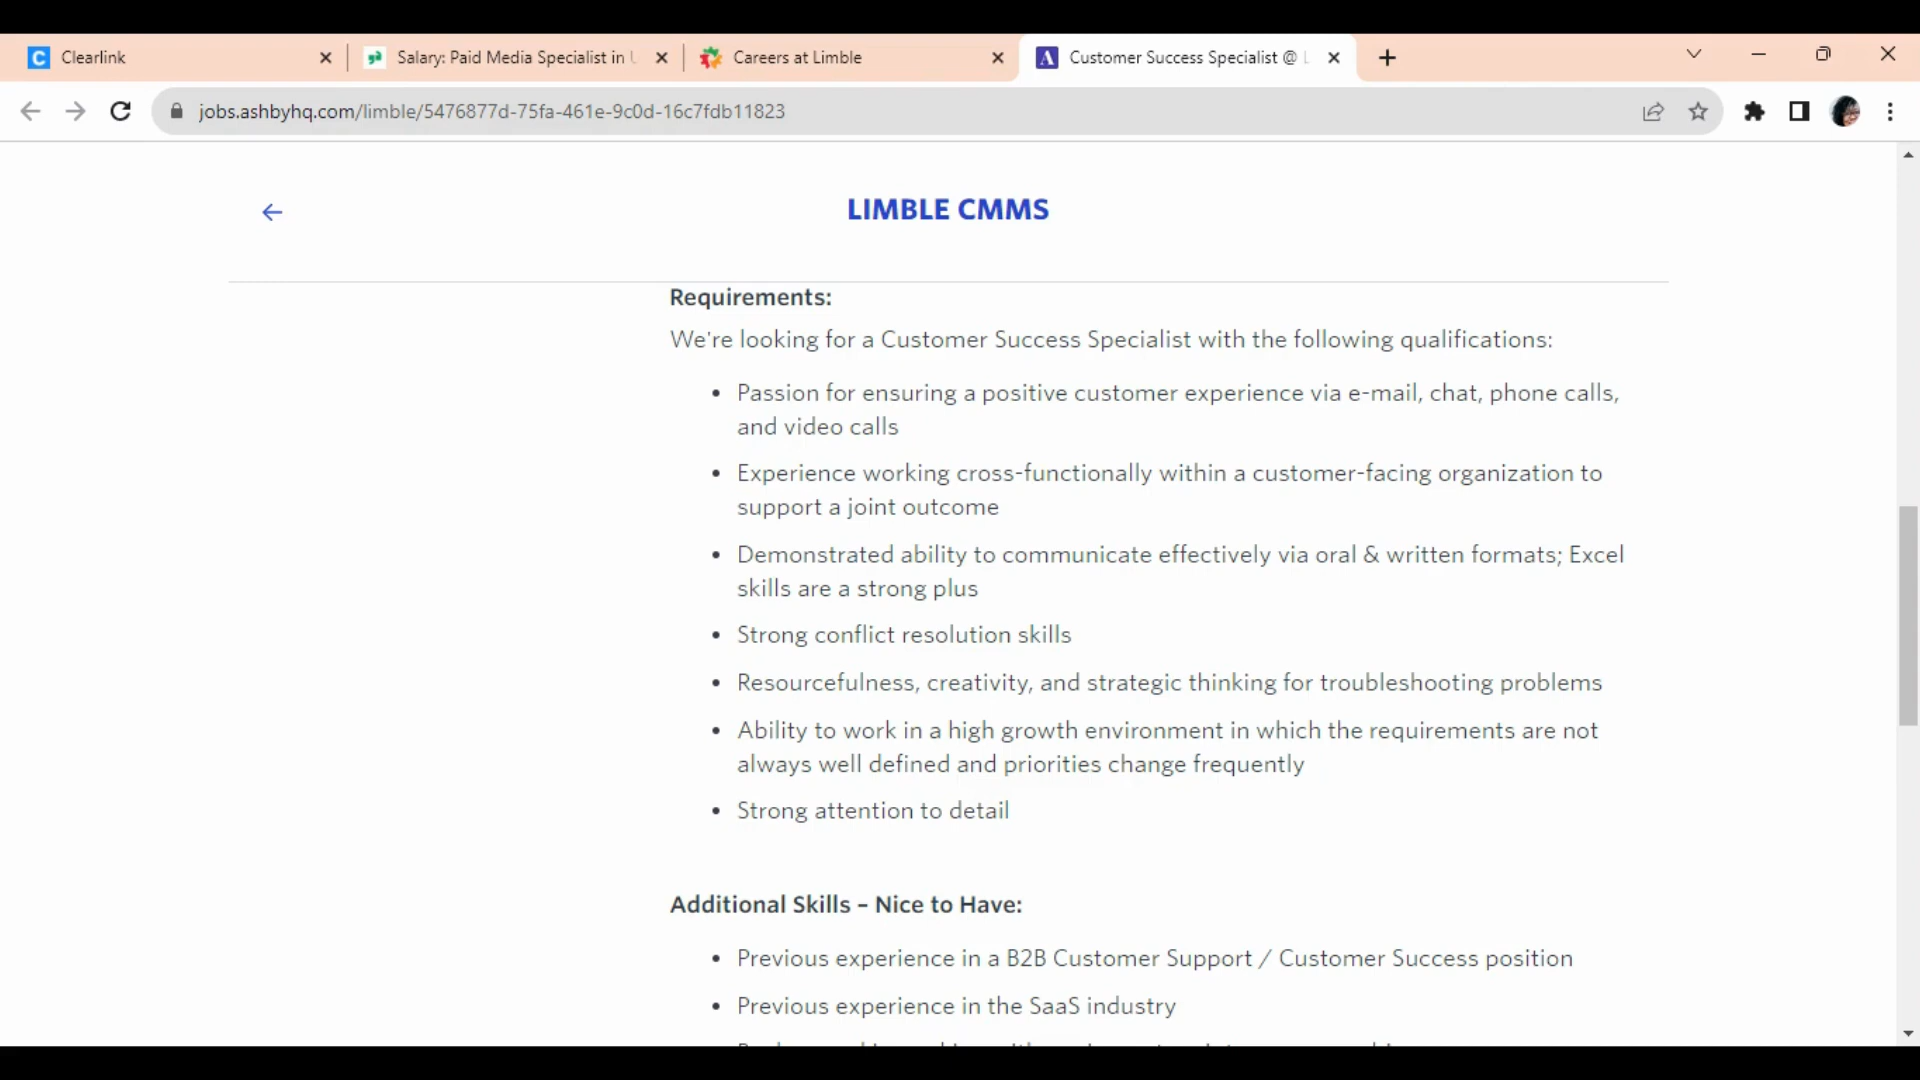 Clearlink
Salary: Paid Media Specialist in
Careers at Limble
Customer Success Specialist @
jobs.ashbyhq.com/limble/5476877d-75fa-461e-9c0d-16c7fdb11823
LIMBLE CMMS
Requirements:
We're looking for a Customer Success Specialist with the following qualifications:
• Passion for ensuring a positive customer experience via e-mail, chat, phone calls,
and video calls
• Experience working cross-functionally within a customer-facing organization to
support a joint outcome
• Demonstrated ability to communicate effectively via oral & written formats; Excel
skills are a strong plus
• Strong conflict resolution skills
• Resourcefulness, creativity, and strategic thinking for troubleshooting problems
• Ability to work in a high growth environment in which the requirements are not
always well defined and priorities change frequently
• Strong attention to detail
Additional Skills – Nice to Have:
• Previous experience in a B2B Customer Support / Customer Success position
• Previous experience in the SaaS industry